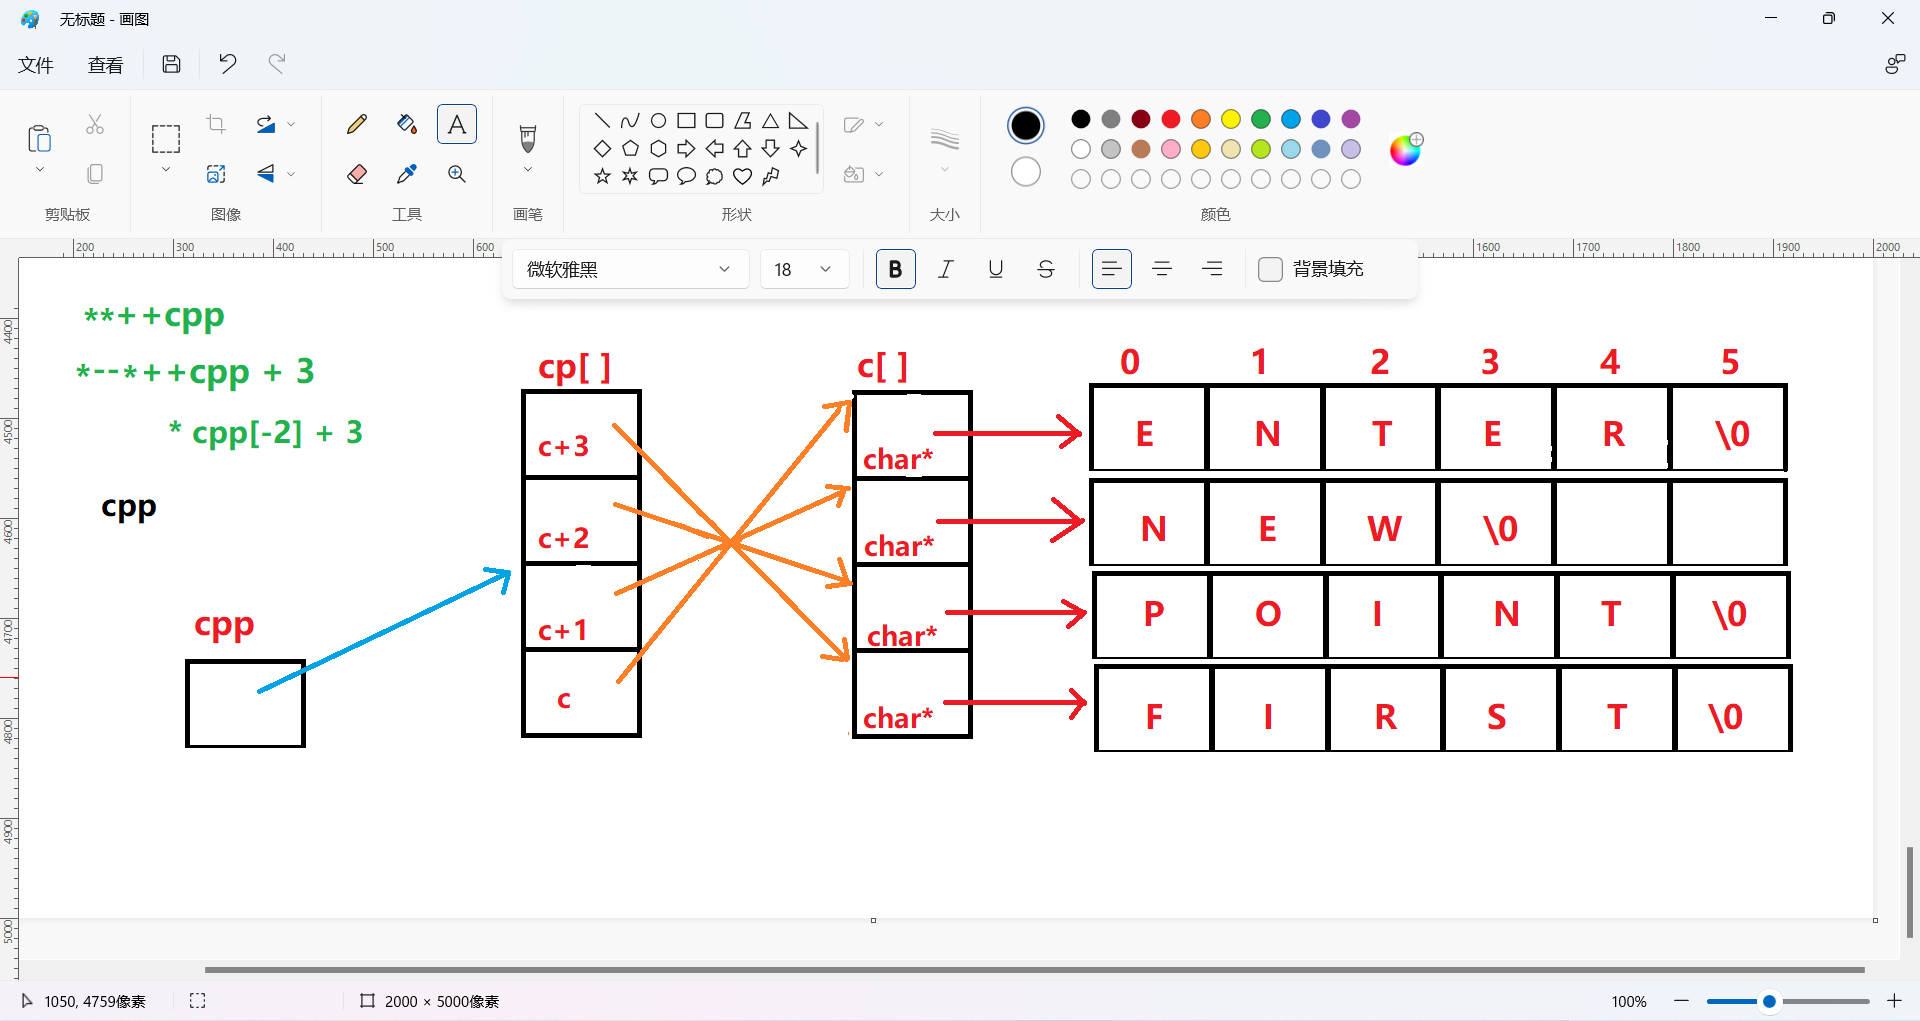 无标题 - 画图
文件 查看
剪贴板 图像 工具 画笔 形状 大小 颜色
200 300 400 500 600 1600 1700 1800 1900 2000
微软雅黑 18 B I U S 背景填充
4400
4500
4600
4700
4800
4900
5000
**++cpp
*--*++cpp + 3
* cpp[-2] + 3
cpp
cpp
cp[ ]
c+3
c+2
c+1
c
c[ ]
char*
char*
char*
char*
0 1 2 3 4 5
E N T E R \0
N E W \0
P O I N T \0
F I R S T \0
1050, 4759像素 2000 × 5000像素 100%